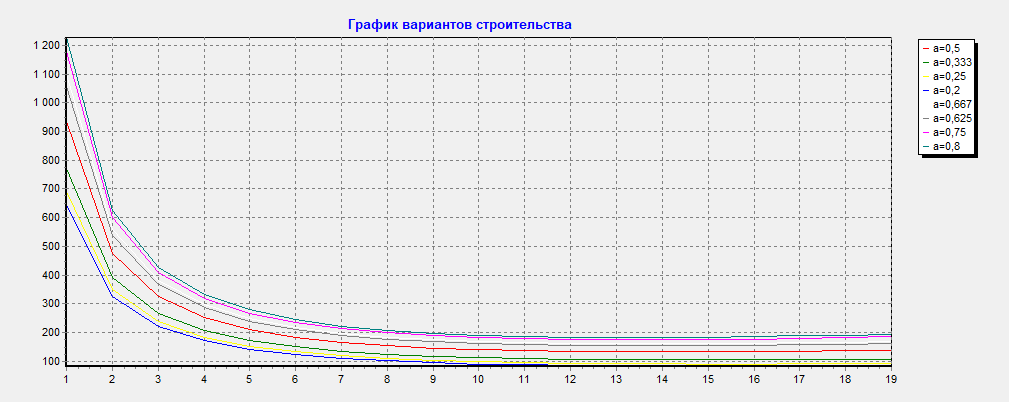 График вариантов строительства
1 200
1 100
1 000
900
800
700
600
500
400
300
200
100
1 2 3 4 5 6 7 8 9 10 11 12 13 14 15 16 17 18 19
a=0,5
a=0,333
a=0,25
a=0,2
a=0,667
a=0,625
a=0,75
a=0,8